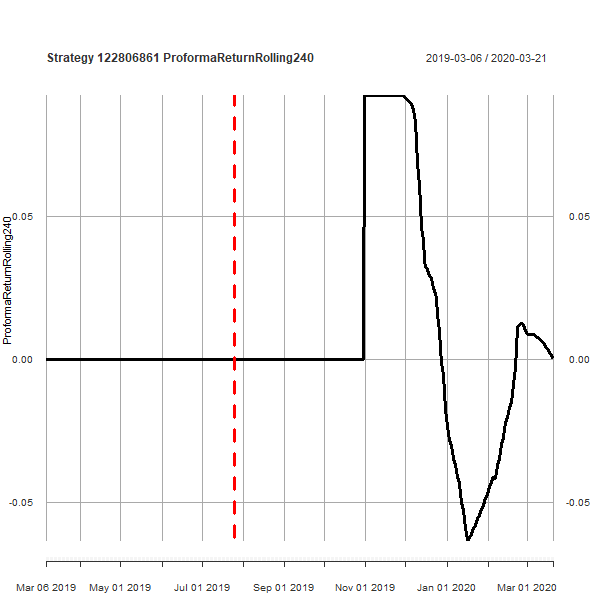 Strategy 122806861 ProformaReturnRolling240
2019-03-06 / 2020-03-21
ProformaReturnRolling240
0.05
0.05
0.00
0.00
-0.05
-0.05
Mar 06 2019
May 01 2019
Jul 01 2019
Sep 01 2019
Nov 01 2019
Jan 01 2020
Mar 01 2020